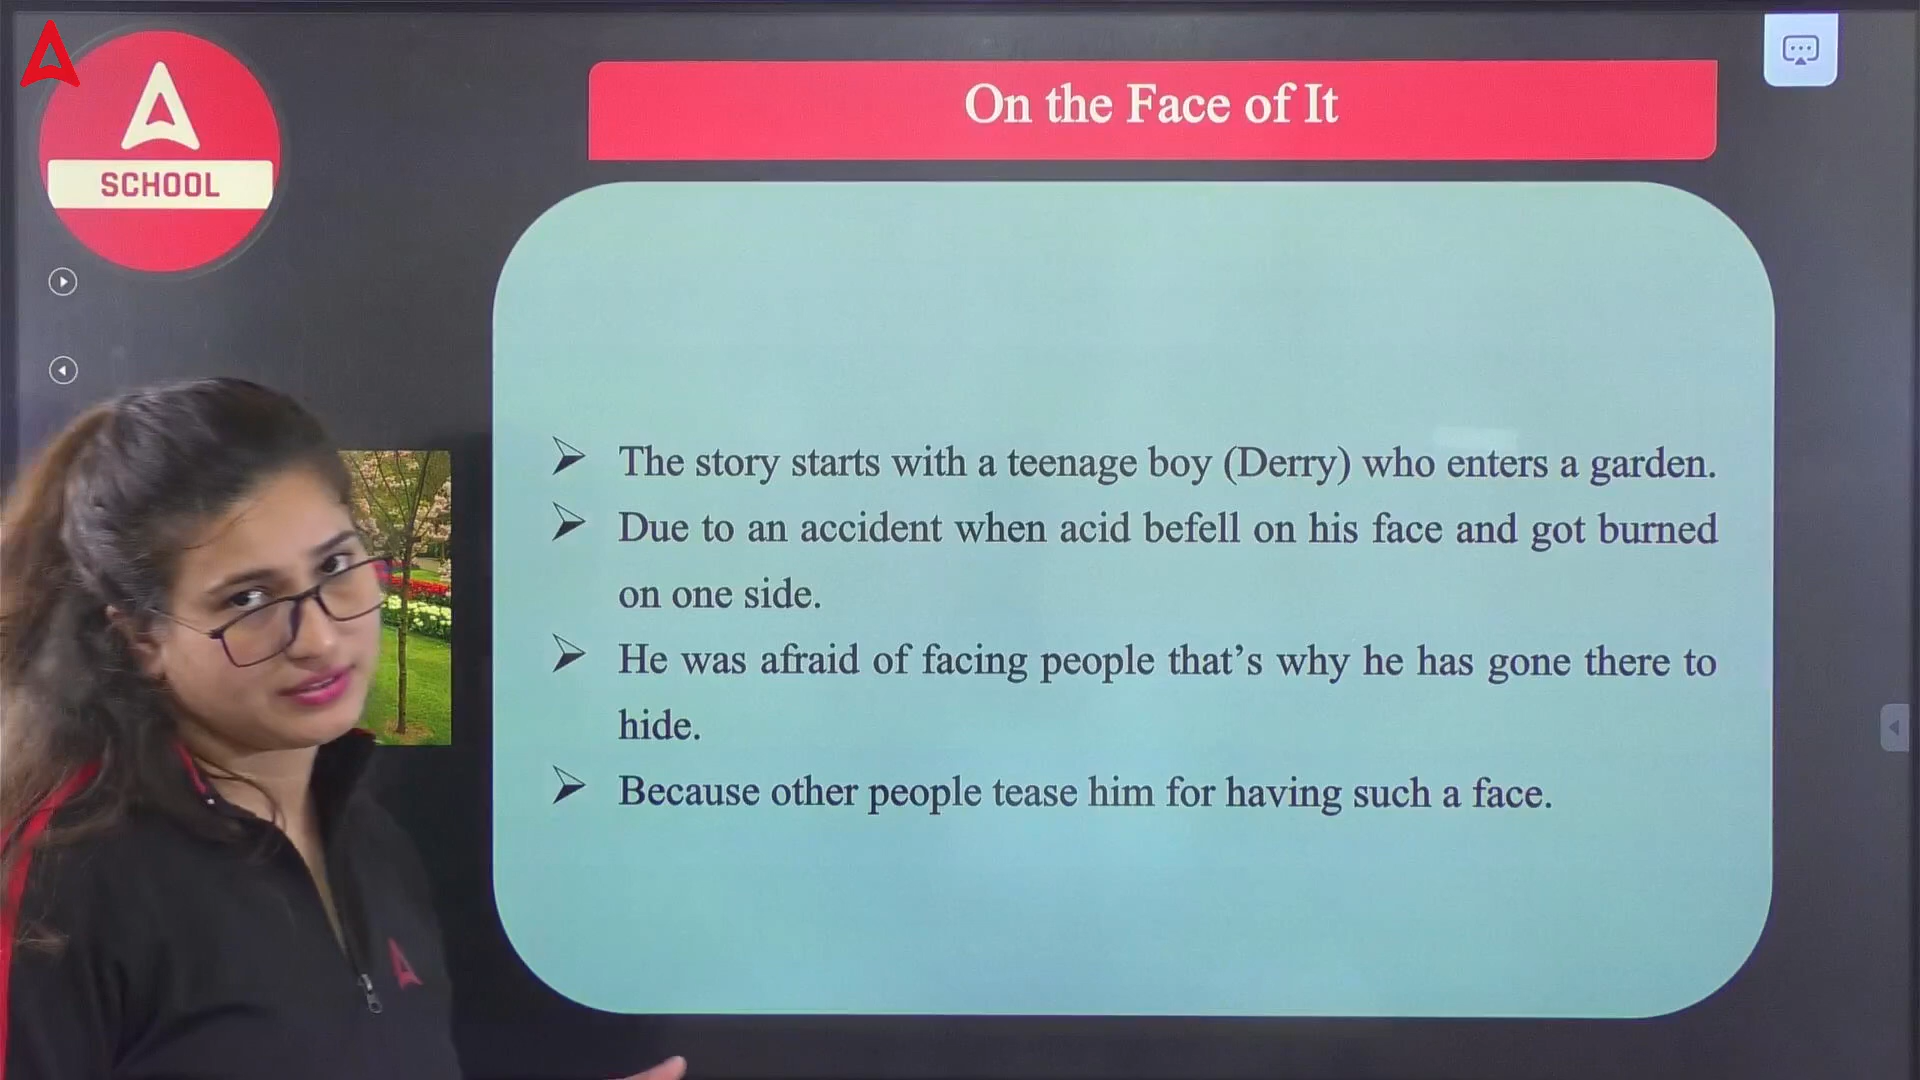 SCHOOL
On the Face of It
The story starts with a teenage boy (Derry) who enters a garden.
Due to an accident when acid befell on his face and got burned
on one side.
He was afraid of facing people that’s why he has gone there to
hide.
Because other people tease him for having such a face.